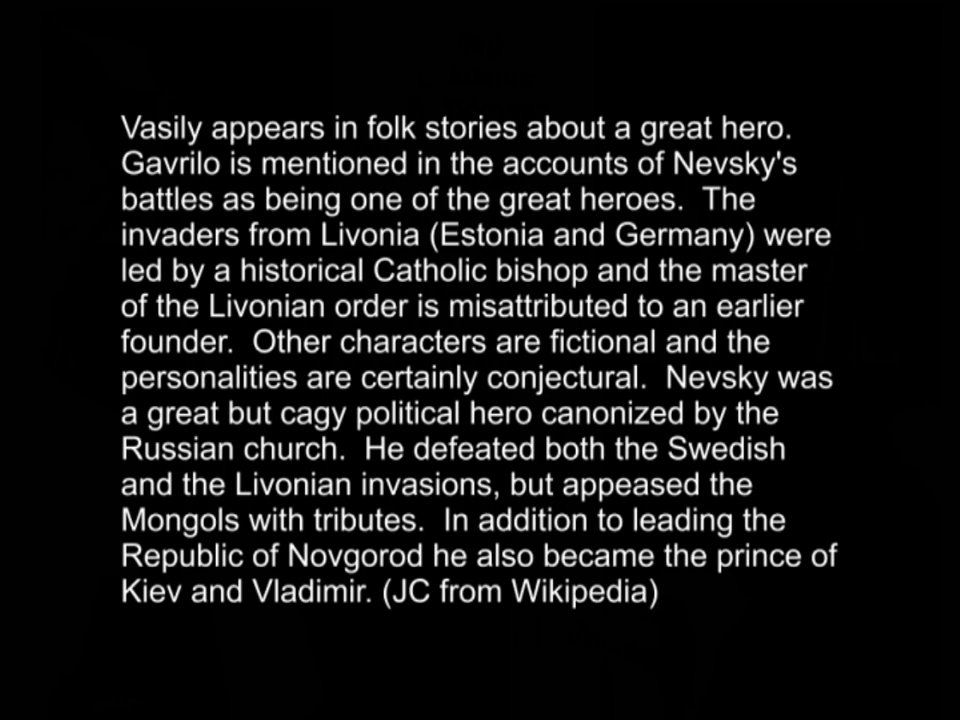 Vasily appears in folk stories about a great hero.
Gavrilo is mentioned in the accounts of Nevsky's
battles as being one of the great heroes.  The
invaders from Livonia (Estonia and Germany) were
led by a historical Catholic bishop and the master
of the Livonian order is misattributed to an earlier
founder.  Other characters are fictional and the
personalities are certainly conjectural.  Nevsky was
a great but cagy political hero canonized by the
Russian church.  He defeated both the Swedish
and the Livonian invasions, but appeased the
Mongols with tributes.  In addition to leading the
Republic of Novgorod he also became the prince of
Kiev and Vladimir. (JC from Wikipedia)